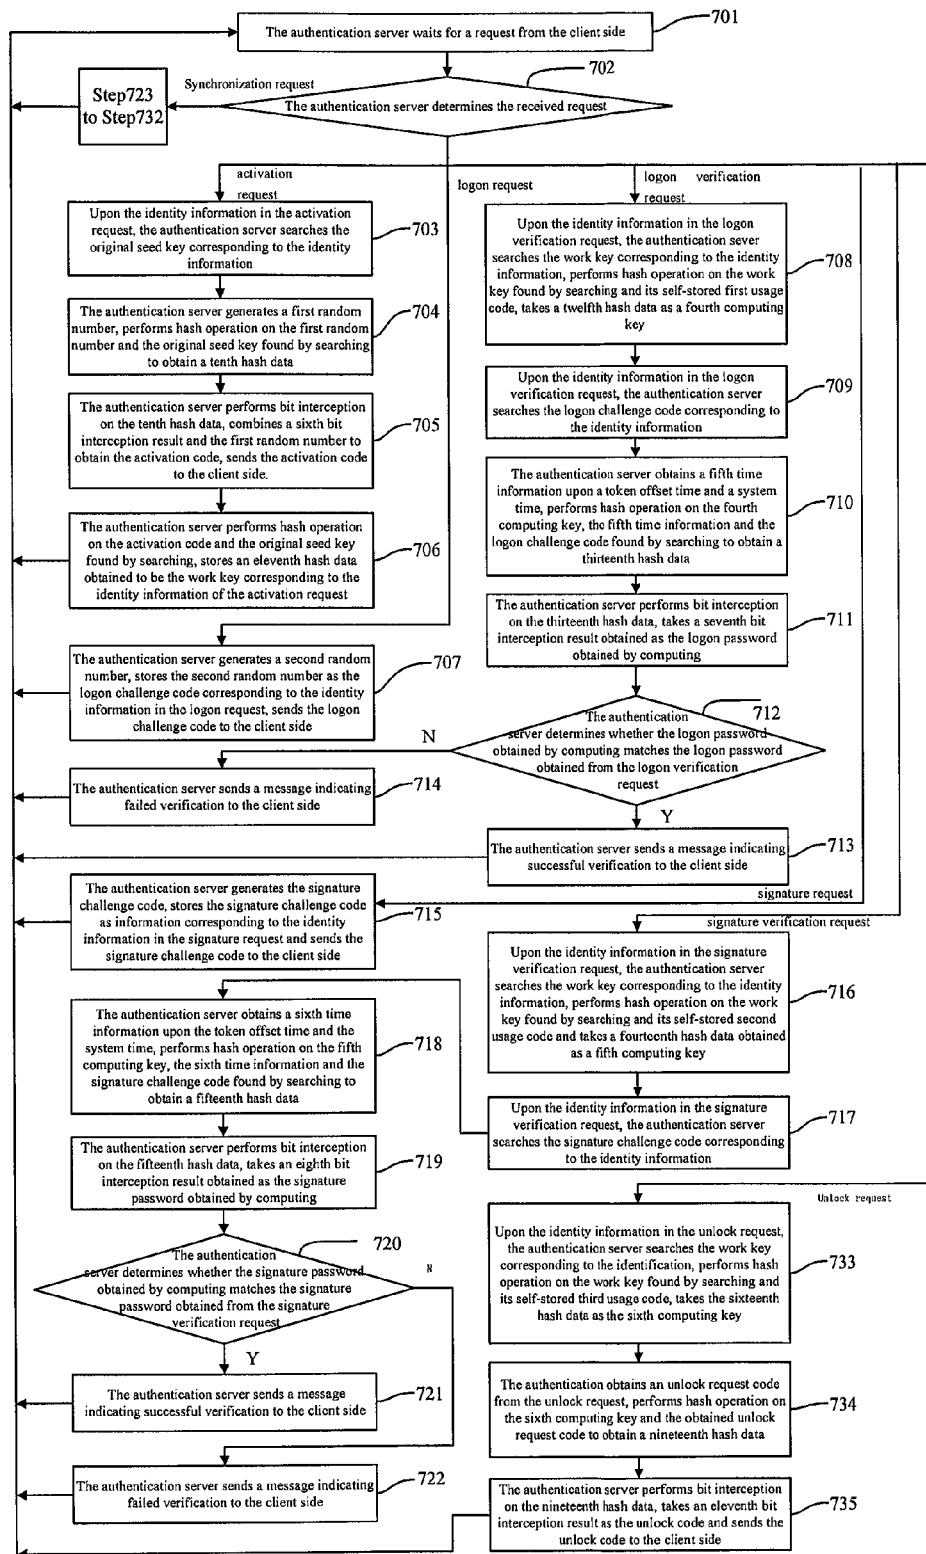 The authentication server waits for a request from the client side
701
702
Synchronization request
Step723
to Step732
The authentication server determines the received request
activation
request
logon request
logon verification
request
Upon the identity information in the activation
request, the authentication server searches the
original seed key corresponding to the identity
information
703
The authentication server generates a first random
number, performs hash operation on the first random
number and the original seed key found by searching
to obtain a tenth hash data
704
The authentication server performs bit interception
on the tenth hash data, combines a sixth bit
interception result and the first random number to
obtain the activation code, sends the activation code
to the client side.
705
The authentication server performs hash operation
on the activation code and the original seed key
found by searching, stores an eleventh hash data
obtained to be the work key corresponding to the
identity information of the activation request
706
The authentication server generates a second random
number, stores the second random number as the
logon challenge code corresponding to the identity
information in the logon request, sends the logon
challenge code to the client side
707
Upon the identity information in the logon
verification request, the authentication sever
searches the work key corresponding to the identity
information, performs hash operation on the work
key found by searching and its self-stored first usage
code, takes a twelfth hash data as a fourth computing
key
708
Upon the identity information in the logon
verification request, the authentication server
searches the logon challenge code corresponding to
the identity information
709
The authentication server obtains a fifth time
information upon a token offset time and a system
time, performs hash operation on the fourth
computing key, the fifth time information and the
logon challenge code found by searching to obtain a
thirteenth hash data
710
The authentication server performs bit interception
on the thirteenth hash data, takes a seventh bit
interception result obtained as the logon password
obtained by computing
711
712
The authentication
server determines whether the logon password
obtained by computing matches the logon password
obtained from the logon verification
request
N
Y
The authentication server sends a message indicating
failed verification to the client side
714
The authentication server sends a message indicating
successful verification to the client side
713
signature request
The authentication server generates the signature
challenge code, stores the signature challenge code
as information corresponding to the identity
information in the signature request and sends the
signature challenge code to the client side
715
signature verification request
Upon the identity information in the signature
verification request, the authentication server
searches the work key corresponding to the identity
information, performs hash operation on the work
key found by searching and its self-stored second
usage code and takes a fourteenth hash data obtained
as a fifth computing key
716
Upon the identity information in the signature
verification request, the authentication server
searches the signature challenge code corresponding
to the identity information
717
The authentication server obtains a sixth time
information upon the token offset time and the
system time, performs hash operation on the fifth
computing key, the sixth time information and the
signature challenge code found by searching to
obtain a fifteenth hash data
718
The authentication server performs bit interception
on the fifteenth hash data, takes an eighth bit
interception result obtained as the signature
password obtained by computing
719
720
The authentication
server determines whether the signature password
obtained by computing matches the signature
password obtained from the signature
verification request
N
Y
The authentication server sends a message
indicating successful verification to the client side
721
The authentication server sends a message indicating
failed verification to the client side
722
Unlock request
Upon the identity information in the unlock request,
the authentication server searches the work key
corresponding to the identification, performs hash
operation on the work key found by searching and
its self-stored third usage code, takes the sixteenth
hash data as the sixth computing key
733
The authentication obtains an unlock request code
from the unlock request, performs hash operation
on the sixth computing key and the obtained unlock
request code to obtain a nineteenth hash data
734
The authentication server performs bit interception
on the nineteenth hash data, takes an eleventh bit
interception result as the unlock code and sends the
unlock code to the client side
735